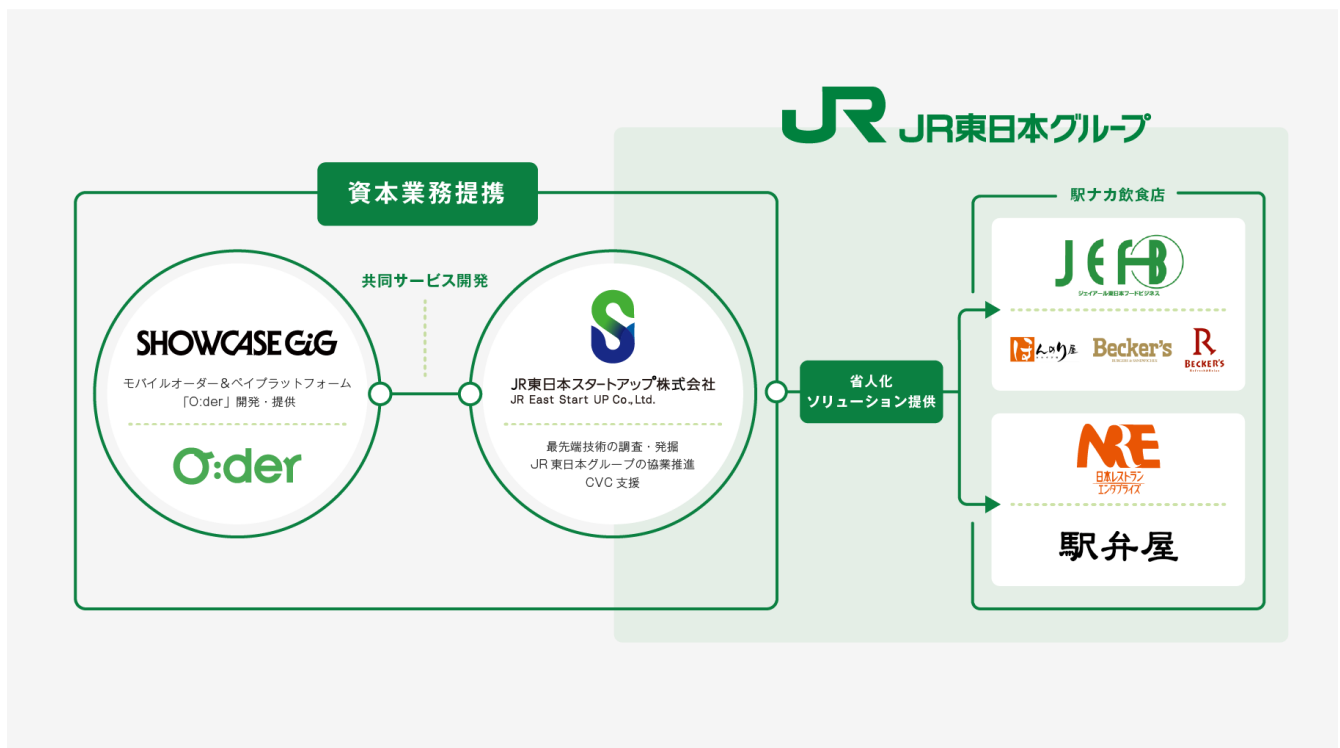 JR JR東日本グループ
資本業務提携
共同サービス開発
SHOWCASE GiG
モバイルオーダー＆ペイプラットフォーム
「O:der」開発・提供
O:der
JR東日本スタートアップ株式会社
JR East Start UP Co.,Ltd.
最先端技術の調査・発掘
JR東日本グループの協業推進
CVC支援
省人化
ソリューション提供
駅ナカ飲食店
JEFB
ジェイアール東日本フードビジネス
ほんのり屋
Becker's
R
BECKER'S
NRE
日本レストラン
エンタプライズ
駅弁屋